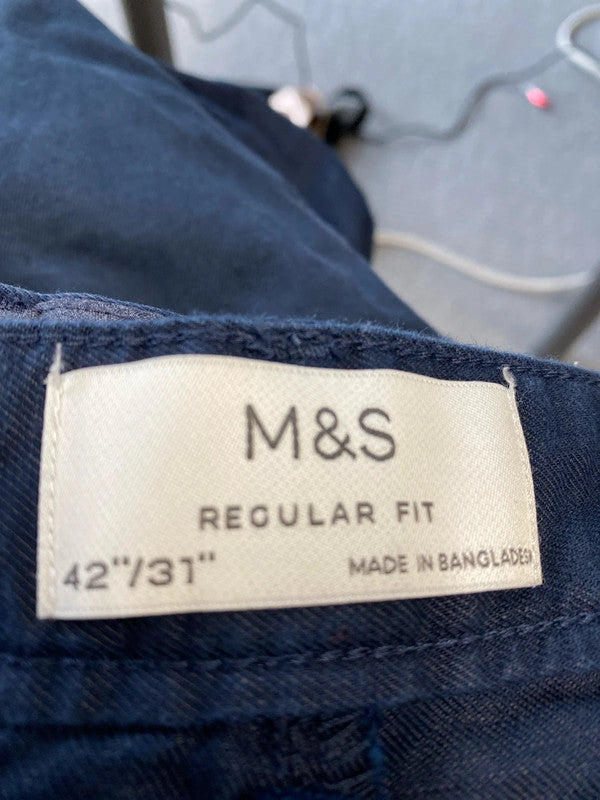 M&S
REGULAR FIT
42"/31" MADE IN BANGLADESH